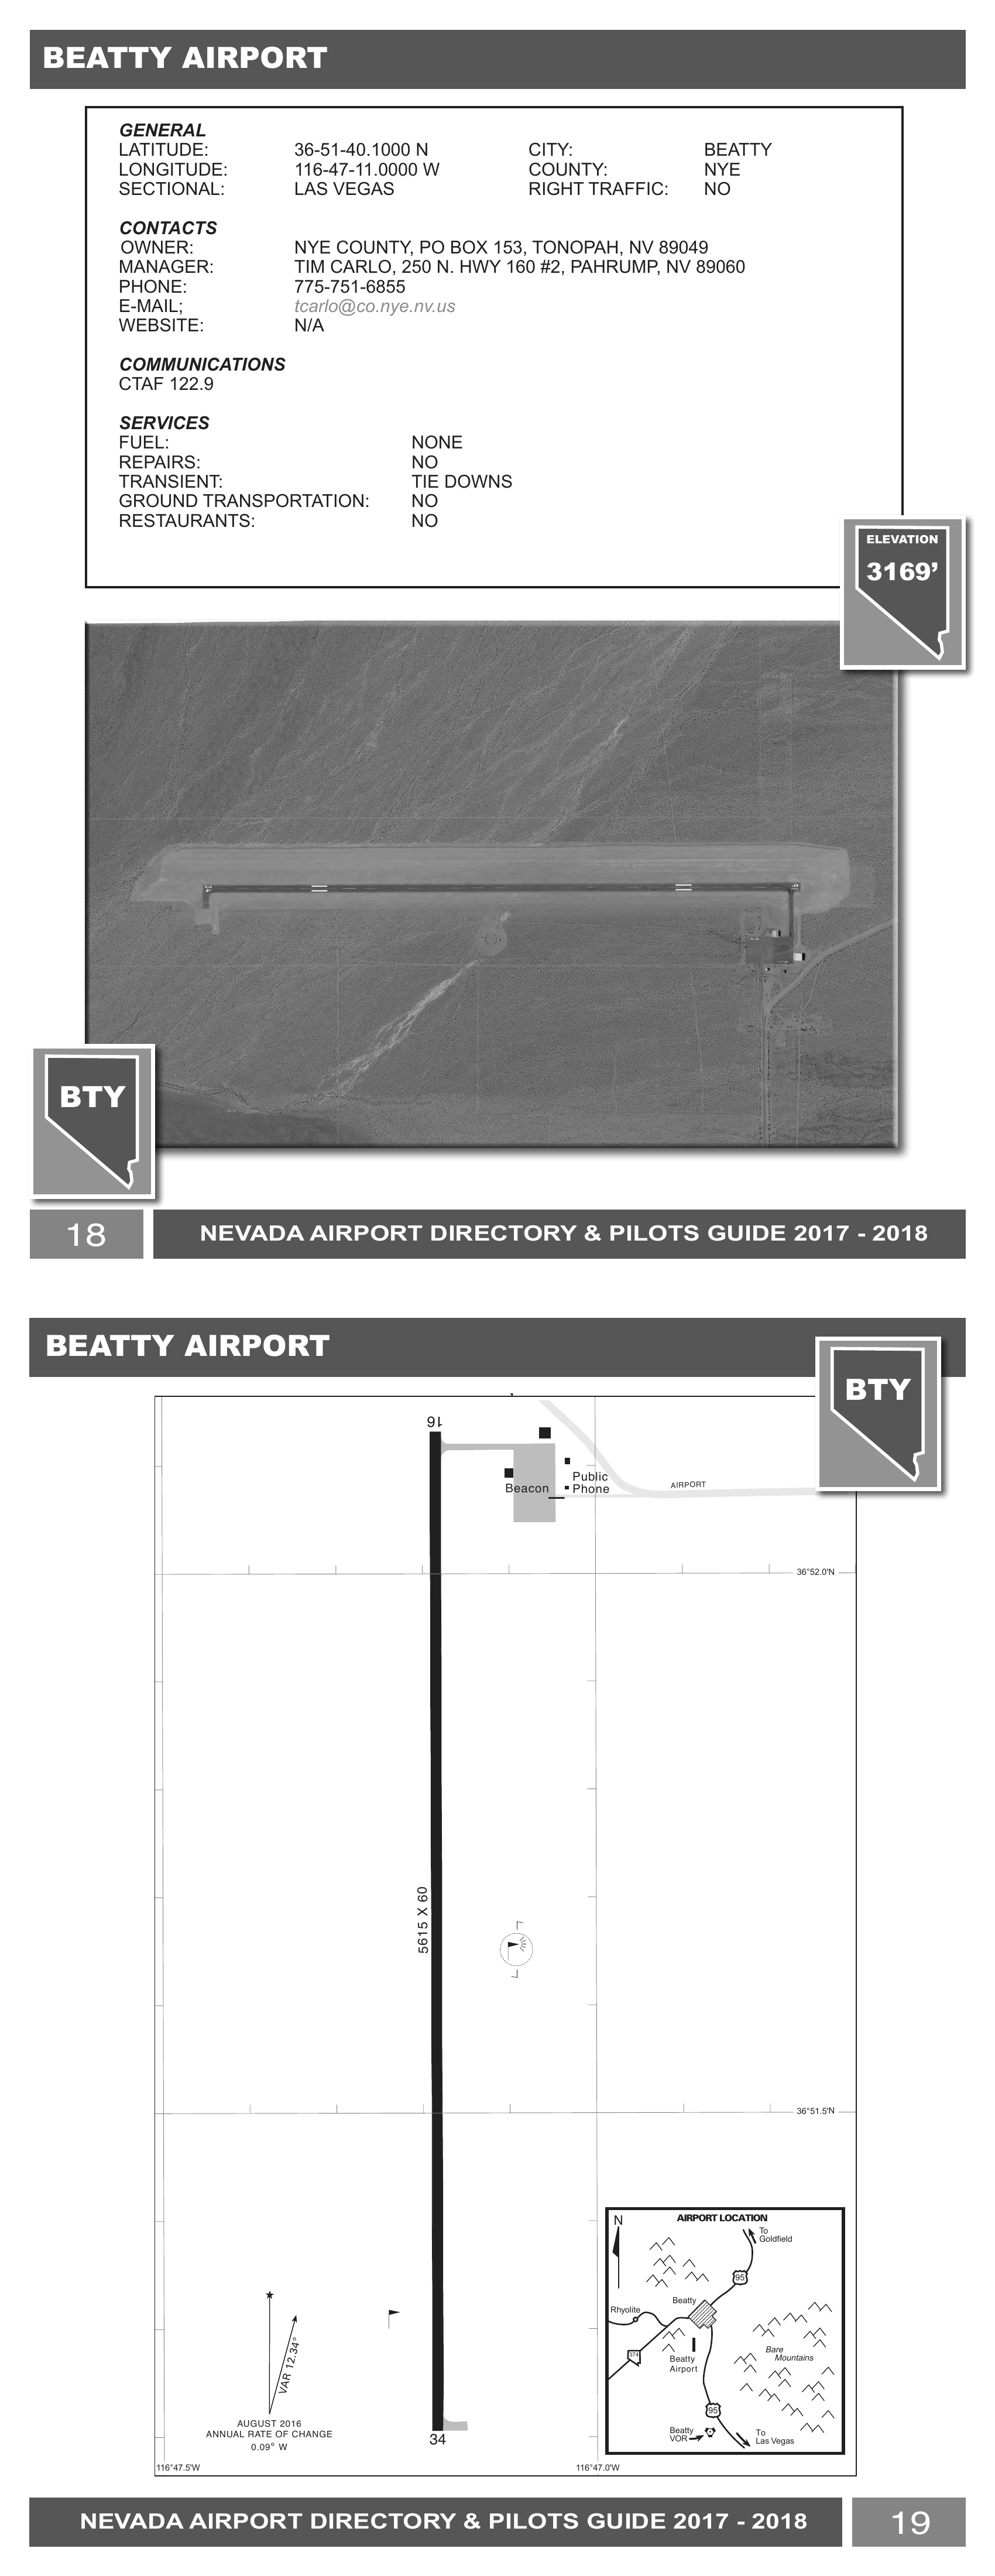 BEATTY AIRPORT
GENERAL
LATITUDE: 36-51-40.1000 N CITY: BEATTY
LONGITUDE: 116-47-11.0000 W COUNTY: NYE
SECTIONAL: LAS VEGAS RIGHT TRAFFIC: NO
CONTACTS
OWNER: NYE COUNTY, PO BOX 153, TONOPAH, NV 89049
MANAGER: TIM CARLO, 250 N. HWY 160 #2, PAHRUMP, NV 89060
PHONE: 775-751-6855
E-MAIL; tcarlo@co.nye.nv.us
WEBSITE: N/A
COMMUNICATIONS
CTAF 122.9
SERVICES
FUEL: NONE
REPAIRS: NO
TRANSIENT: TIE DOWNS
GROUND TRANSPORTATION: NO
RESTAURANTS: NO
ELEVATION
3169’
BTY
18 NEVADA AIRPORT DIRECTORY & PILOTS GUIDE 2017 - 2018
BEATTY AIRPORT
BTY
16
Public
Phone
Beacon
AIRPORT
36°52.0'N
5615 X 60
L
L
36°51.5'N
VAR 12.34°
AUGUST 2016
ANNUAL RATE OF CHANGE
0.09° W
34
116°47.5'W
116°47.0'W
AIRPORT LOCATION
N
To
Goldfield
95
Beatty
Rhyolite
374
Beatty
Airport
Bare
Mountains
95
Beatty
VOR
To
Las Vegas
NEVADA AIRPORT DIRECTORY & PILOTS GUIDE 2017 - 2018 19